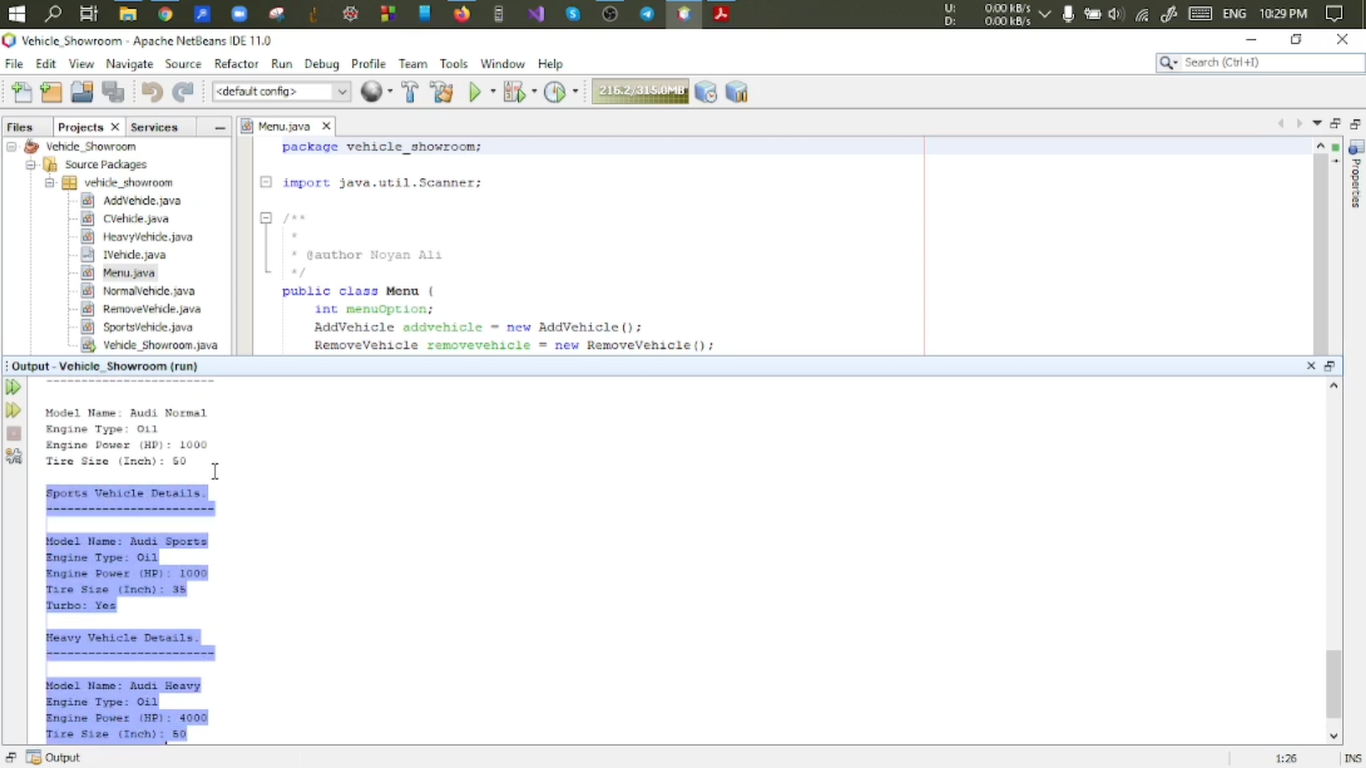 U: 0.00 kB/s
D: 0.00 kB/s
ENG 10:29 PM
Vehicle_Showroom - Apache NetBeans IDE 11.0
File Edit View Navigate Source Refactor Run Debug Profile Team Tools Window Help
Search (Ctrl+I)
<default config>
216.2/315.0MB
Files Projects Services
Menu.java
Vehicle_Showroom
Source Packages
vehicle_showroom
AddVehicle.java
CVehicle.java
HeavyVehicle.java
IVehicle.java
Menu.java
NormalVehicle.java
RemoveVehicle.java
SportsVehicle.java
Vehicle_Showroom.java
package vehicle_showroom;
import java.util.Scanner;
/**
*
* @author Noyan Ali
*/
public class Menu {
int menuOption;
AddVehicle addvehicle = new AddVehicle();
RemoveVehicle removevehicle = new RemoveVehicle();
Properties
Output - Vehicle_Showroom (run)
------------------------
Model Name: Audi Normal
Engine Type: Oil
Engine Power (HP): 1000
Tire Size (Inch): 50
Sports Vehicle Details.
------------------------
Model Name: Audi Sports
Engine Type: Oil
Engine Power (HP): 1000
Tire Size (Inch): 35
Turbo: Yes
Heavy Vehicle Details.
------------------------
Model Name: Audi Heavy
Engine Type: Oil
Engine Power (HP): 4000
Tire Size (Inch): 50
Output
1:26 INS